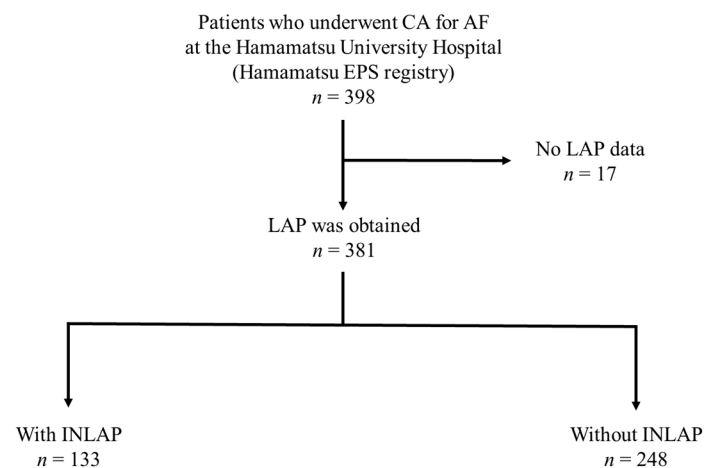 Patients who underwent CA for AF
at the Hamamatsu University Hospital
(Hamamatsu EPS registry)
n = 398
No LAP data
n = 17
LAP was obtained
n = 381
With INLAP
n = 133
Without INLAP
n = 248